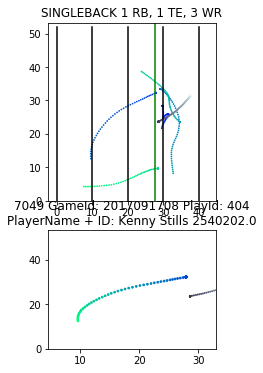 SINGLEBACK 1 RB, 1 TE, 3 WR
50
40
30
20
10
0
0 10 20 30 40
7049 GameId: 2017091708 PlayId: 404
PlayerName + ID: Kenny Stills 2540202.0
40
20
0
10 20 30